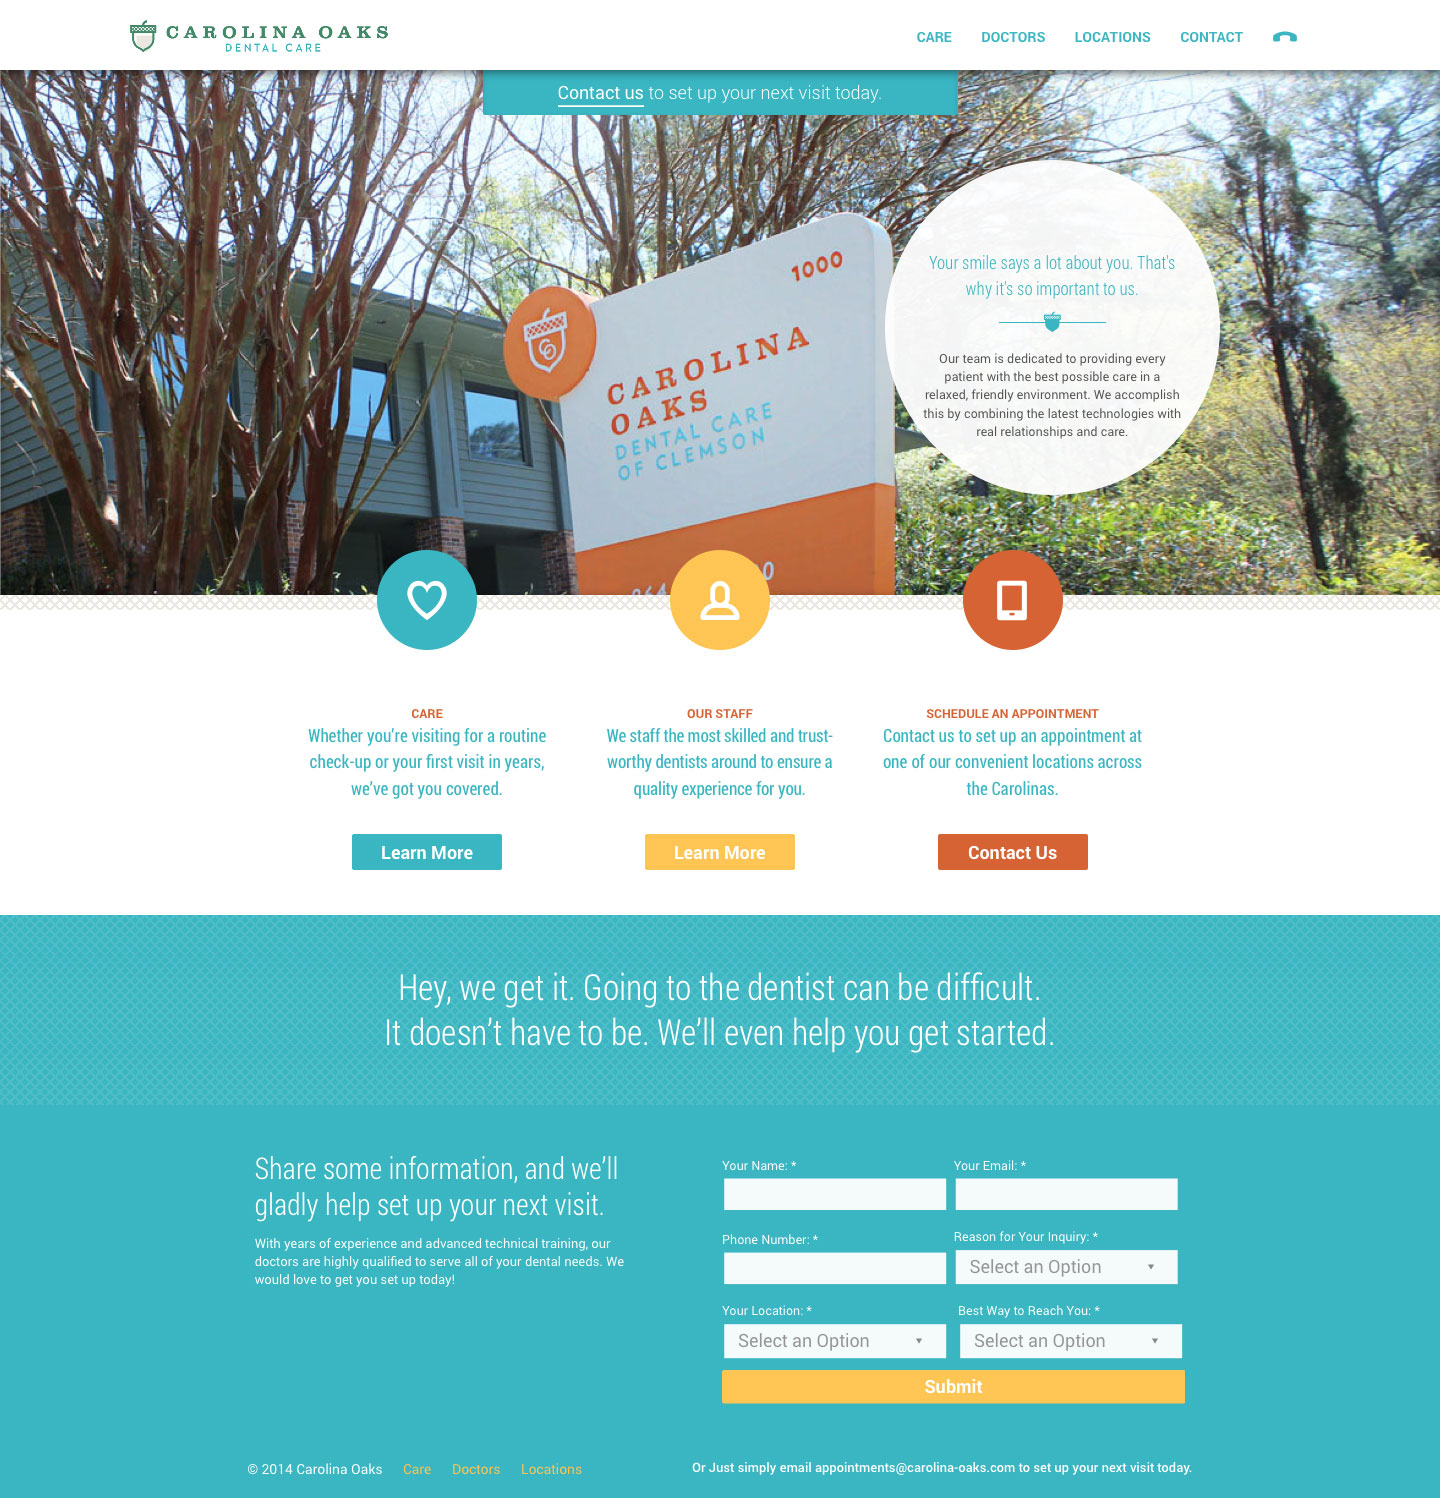 CAROLINA OAKS
DENTAL CARE
CARE DOCTORS LOCATIONS CONTACT
Contact us to set up your next visit today.
1000
CAROLINA
OAKS
DENTAL CARE
OF CLEMSON
Your smile says a lot about you. That's
why it's so important to us.
Our team is dedicated to providing every
patient with the best possible care in a
relaxed, friendly environment. We accomplish
this by combining the latest technologies with
real relationships and care.
CARE
Whether you’re visiting for a routine
check-up or your first visit in years,
we’ve got you covered.
Learn More
OUR STAFF
We staff the most skilled and trust-
worthy dentists around to ensure a
quality experience for you.
Learn More
SCHEDULE AN APPOINTMENT
Contact us to set up an appointment at
one of our convenient locations across
the Carolinas.
Contact Us
Hey, we get it. Going to the dentist can be difficult.
It doesn’t have to be. We’ll even help you get started.
Share some information, and we’ll
gladly help set up your next visit.
With years of experience and advanced technical training, our
doctors are highly qualified to serve all of your dental needs. We
would love to get you set up today!
Your Name: *
Your Email: *
Phone Number: *
Reason for Your Inquiry: *
Select an Option
Your Location: *
Select an Option
Best Way to Reach You: *
Select an Option
Submit
© 2014 Carolina Oaks Care Doctors Locations
Or Just simply email appointments@carolina-oaks.com to set up your next visit today.